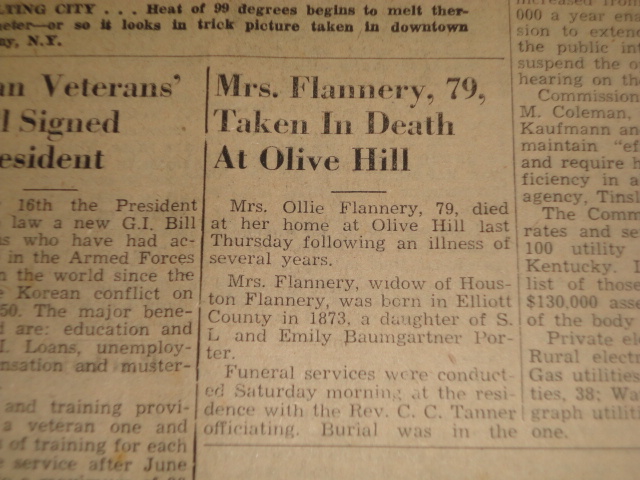 YING CITY . . . Heat of 99 degrees begins to melt ther-
meter—or so it looks in trick picture taken in downtown
ay, N.Y.
an Veterans'
l Signed
esident
16th the President
law a new G.I. Bill
s who have had ac-
in the Armed Forces
n the world since the
Korean conflict on
50. The major bene-
d are: education and
I. Loans, unemploy-
nsation and muster-
and training provi-
a veteran one and
s of training for each
service after June
Mrs. Flannery, 79,
Taken In Death
At Olive Hill
Mrs. Ollie Flannery, 79, died
at her home at Olive Hill last
Thursday following an illness of
several years.
Mrs. Flannery, widow of Hous-
ton Flannery, was born in Elliott
County in 1873, a daughter of S.
L and Emily Baumgartner Por-
ter.
Funeral services were conduct-
ed Saturday morning at the resi-
dence with the Rev. C. C. Tanner
officiating. Burial was in the
increased from
000 a year en
sion to extend
the public in
suspend the o
hearing on th
Commission
M. Coleman,
Kaufmann an
maintain "ef
and require h
ficiency in a
agency, Tinsl
The Comm
rates and se
100 utility
Kentucky. I
list of those
$130,000 asse
of the body
Private el
Rural electr
Gas utilities
ties, 38; Wa
graph utiliti
one.